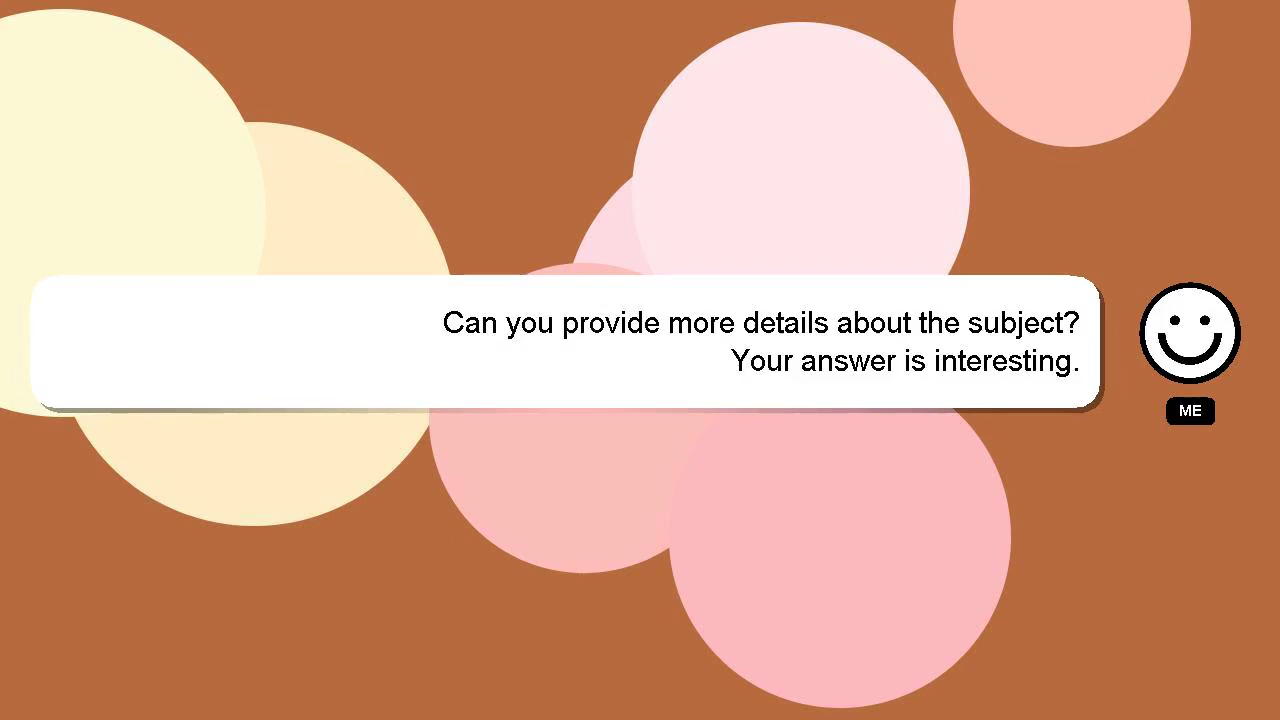 Can you provide more details about the subject?
Your answer is interesting.
ME